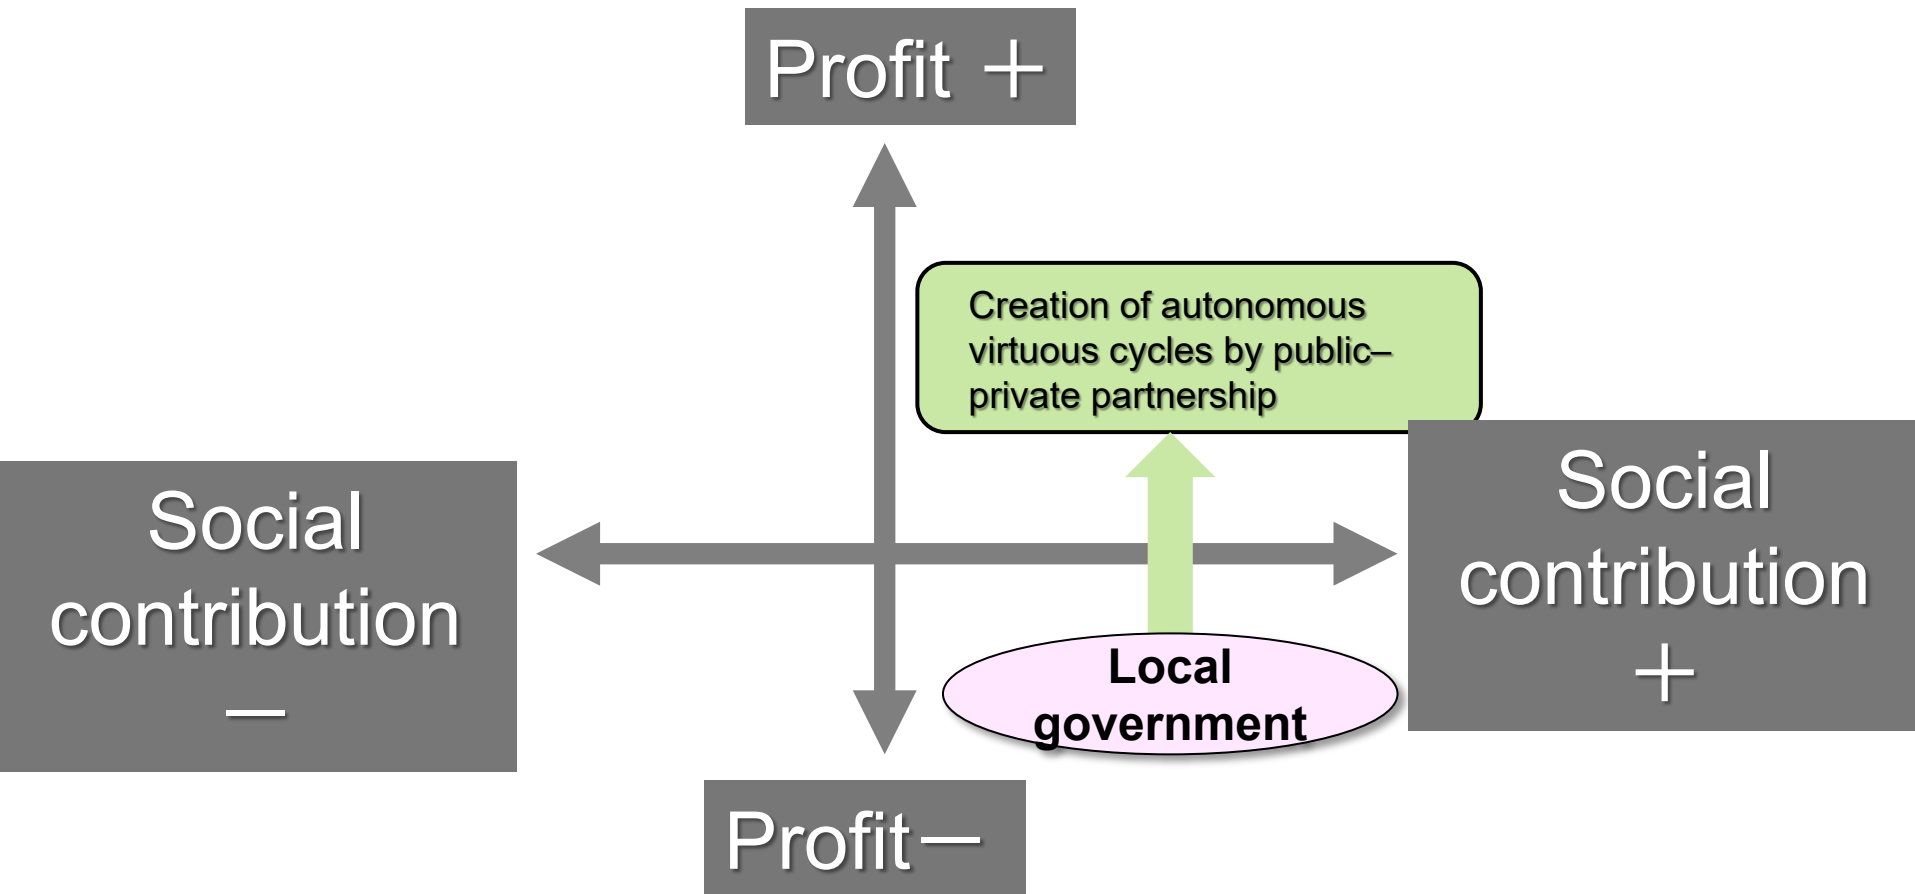 Profit ＋
Creation of autonomous
virtuous cycles by public–
private partnership
Social
contribution
－
Social
contribution
＋
Local
government
Profit－